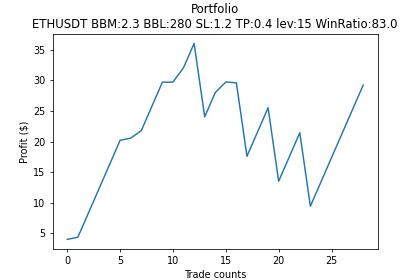 Portfolio
ETHUSDT BBM:2.3 BBL:280 SL:1.2 TP:0.4 lev:15 WinRatio:83.0
35
30
25
20
15
10
5
Profit ($)
0 5 10 15 20 25
Trade counts